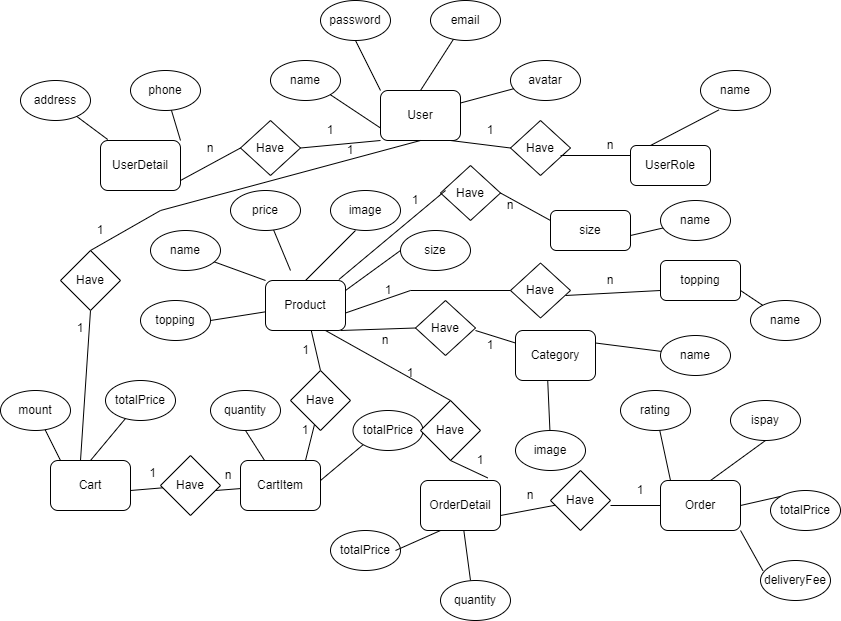 password
email
name
avatar
name
phone
address
User
Have
Have
UserDetail
UserRole
n
1
1
1
n
Have
1
n
price
image
name
size
1
name
size
Have
topping
n
1
Have
name
Product
topping
name
1
Have
n
1
Category
name
1
1
Have
1
image
mount
totalPrice
quantity
totalPrice
Have
rating
ispay
1
Cart
1
Have
n
CartItem
OrderDetail
n
Have
1
Order
totalPrice
totalPrice
quantity
deliveryFee